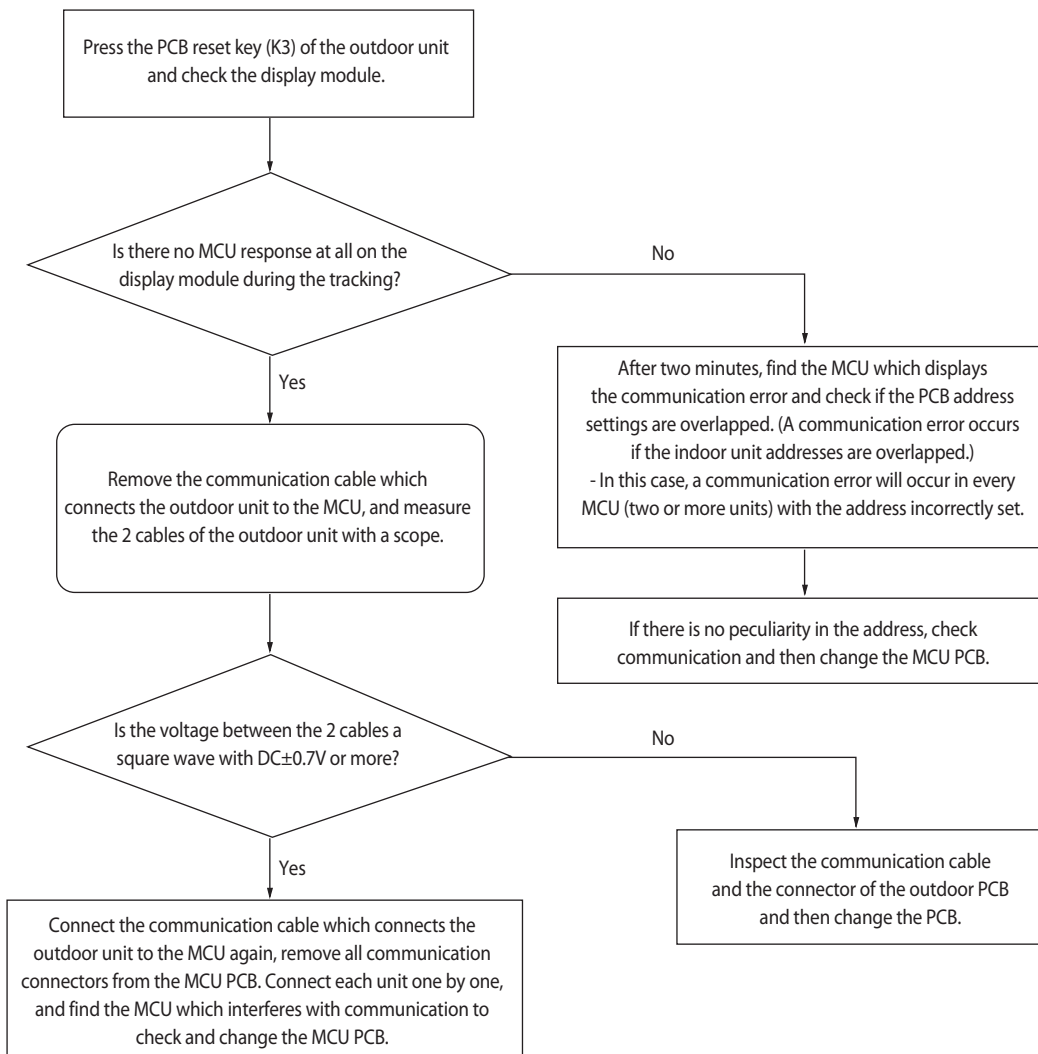 Press the PCB reset key (K3) of the outdoor unit
and check the display module.
Is there no MCU response at all on the
display module during the tracking?
No
Yes
After two minutes, find the MCU which displays
the communication error and check if the PCB address
settings are overlapped. (A communication error occurs
if the indoor unit addresses are overlapped.)
- In this case, a communication error will occur in every
MCU (two or more units) with the address incorrectly set.
Remove the communication cable which
connects the outdoor unit to the MCU, and measure
the 2 cables of the outdoor unit with a scope.
If there is no peculiarity in the address, check
communication and then change the MCU PCB.
Is the voltage between the 2 cables a
square wave with DC±0.7V or more?
No
Yes
Inspect the communication cable
and the connector of the outdoor PCB
and then change the PCB.
Connect the communication cable which connects the
outdoor unit to the MCU again, remove all communication
connectors from the MCU PCB. Connect each unit one by one,
and find the MCU which interferes with communication to
check and change the MCU PCB.